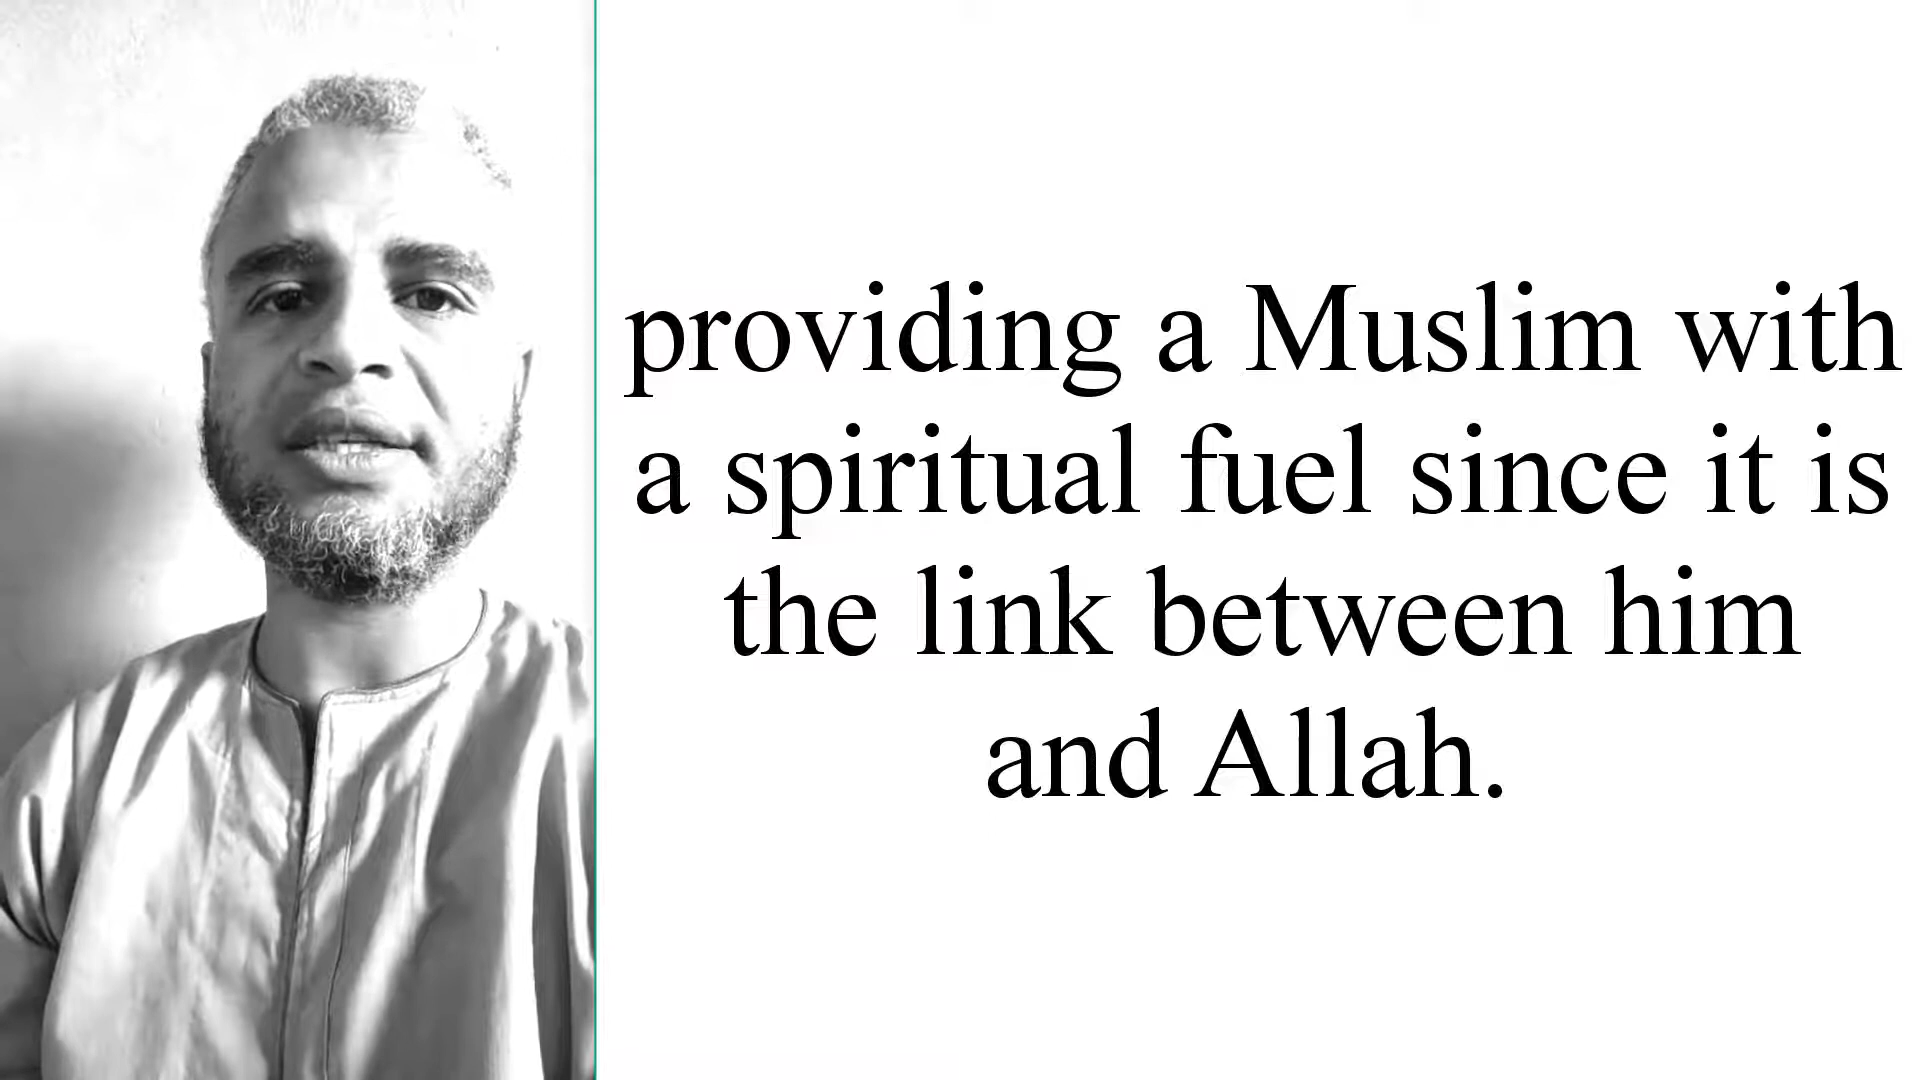 providing a Muslim with
a spiritual fuel since it is
the link between him
and Allah.